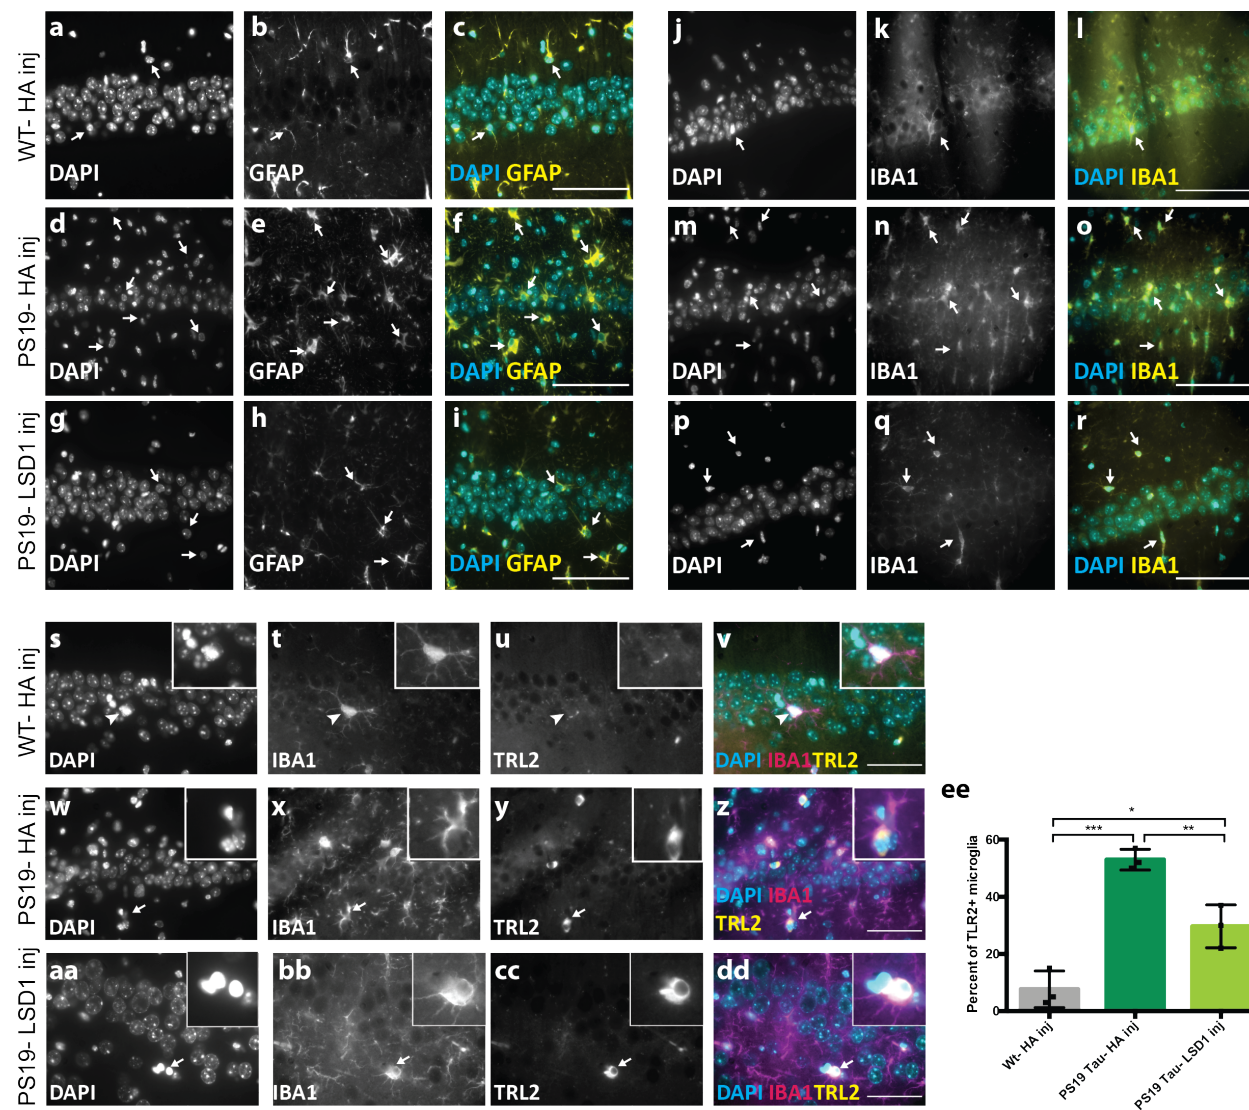 WT- HA inj
a
DAPI
b
GFAP
c
DAPI GFAP
j
DAPI
k
IBA1
l
DAPI IBA1
PS19- HA inj
d
DAPI
e
GFAP
f
DAPI GFAP
m
DAPI
n
IBA1
o
DAPI IBA1
PS19- LSD1 inj
g
DAPI
h
GFAP
i
DAPI GFAP
p
DAPI
q
IBA1
r
DAPI IBA1
WT- HA inj
s
DAPI
t
IBA1
u
TRL2
v
DAPI IBA1 TRL2
PS19- HA inj
w
DAPI
x
IBA1
y
TRL2
z
DAPI IBA1
TRL2
PS19- LSD1 inj
aa
DAPI
bb
IBA1
cc
TRL2
dd
DAPI IBA1 TRL2
ee
Percent of TLR2+ microglia
60
40
20
0
*
***
**
Wt- HA inj
PS19 Tau- HA inj
PS19 Tau- LSD1 inj